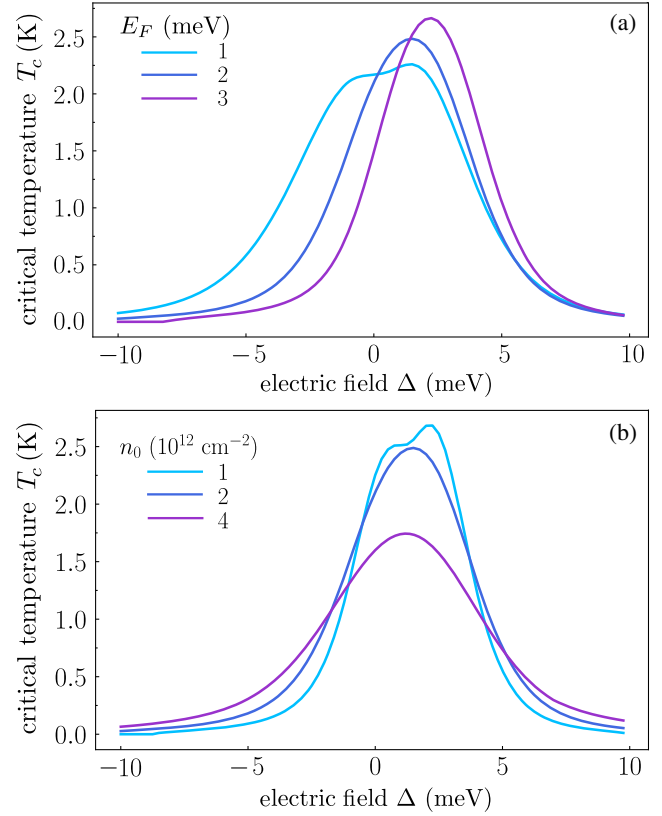 (a)
E_F (meV)
1
2
3
critical temperature T_c (K)
2.5
2.0
1.5
1.0
0.5
0.0
−10 −5 0 5 10
electric field Δ (meV)
(b)
n_0 (10^12 cm^−2)
1
2
4
critical temperature T_c (K)
2.5
2.0
1.5
1.0
0.5
0.0
−10 −5 0 5 10
electric field Δ (meV)